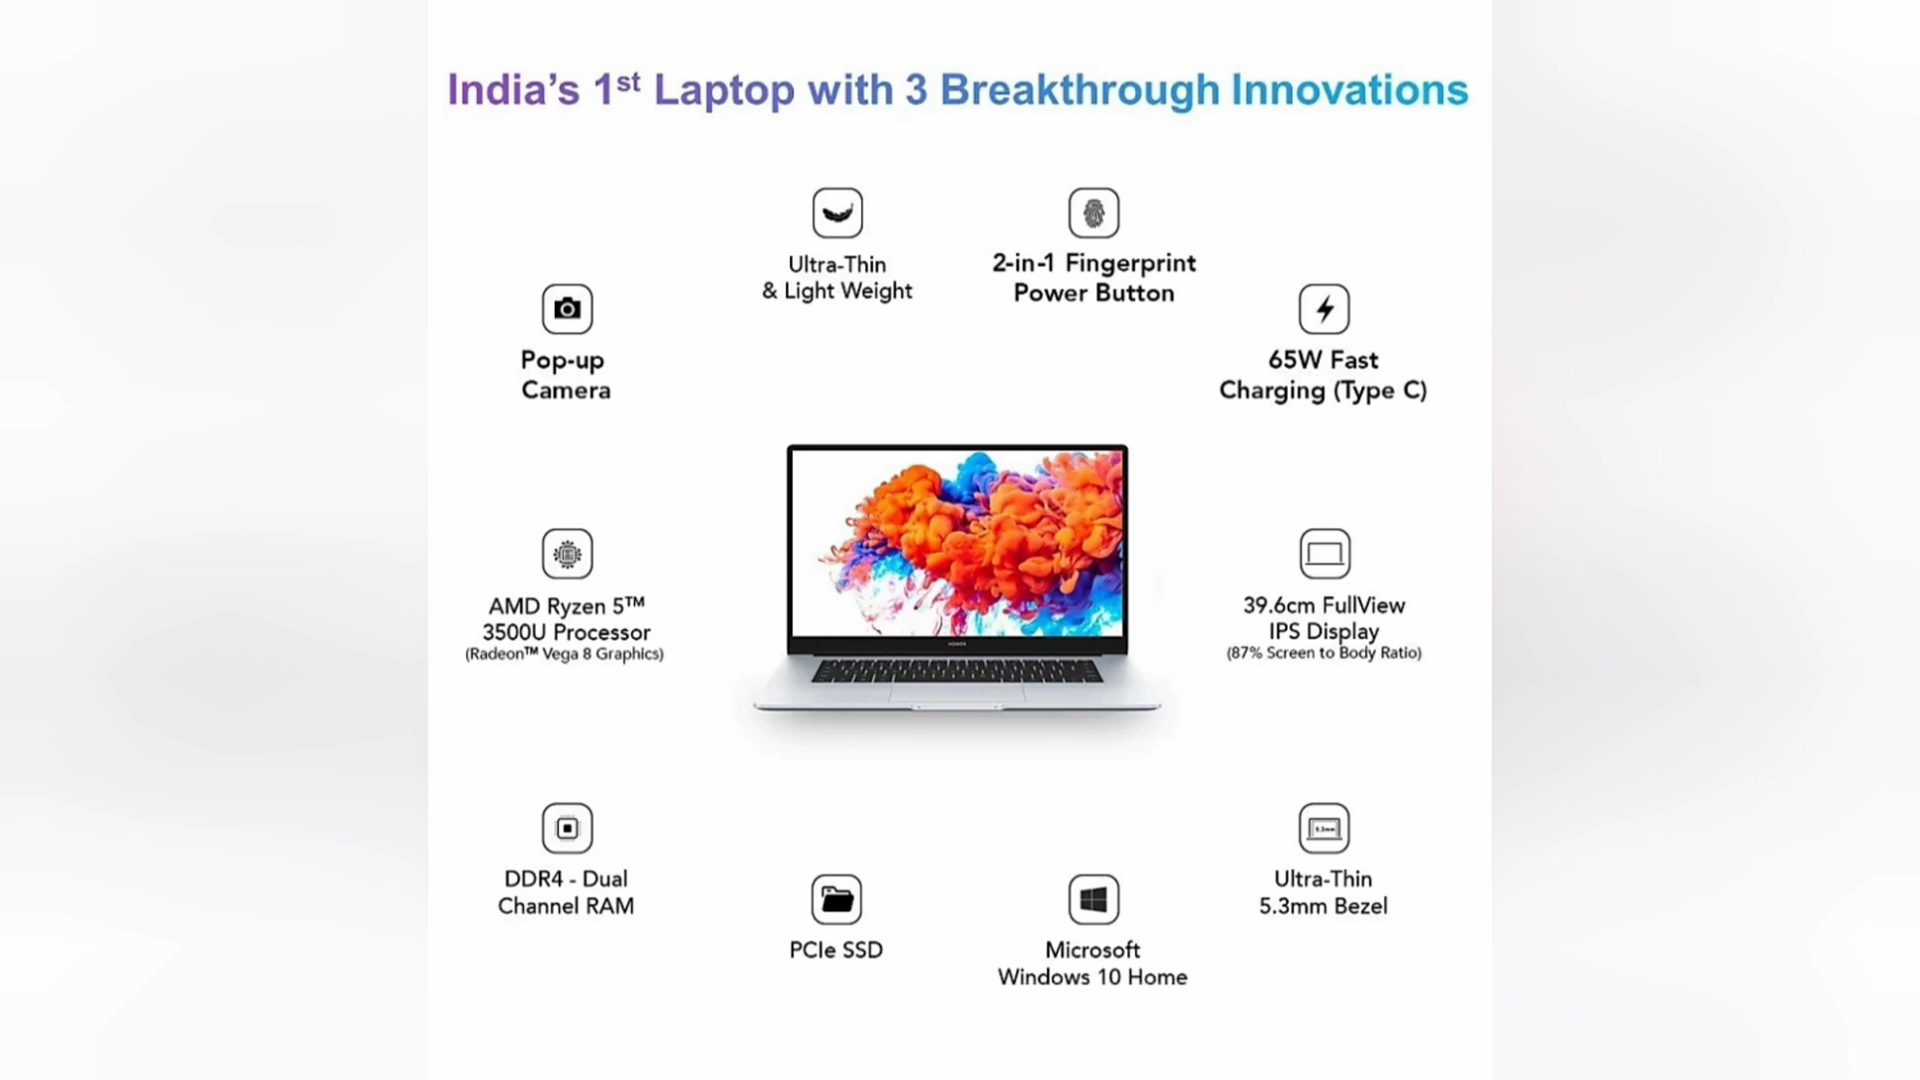 India's 1st Laptop with 3 Breakthrough Innovations
Ultra-Thin
& Light Weight
2-in-1 Fingerprint
Power Button
Pop-up
Camera
65W Fast
Charging (Type C)
HONOR
AMD Ryzen 5™
3500U Processor
(Radeon™ Vega 8 Graphics)
39.6cm FullView
IPS Display
(87% Screen to Body Ratio)
5.3mm
DDR4 - Dual
Channel RAM
PCIe SSD
Microsoft
Windows 10 Home
Ultra-Thin
5.3mm Bezel